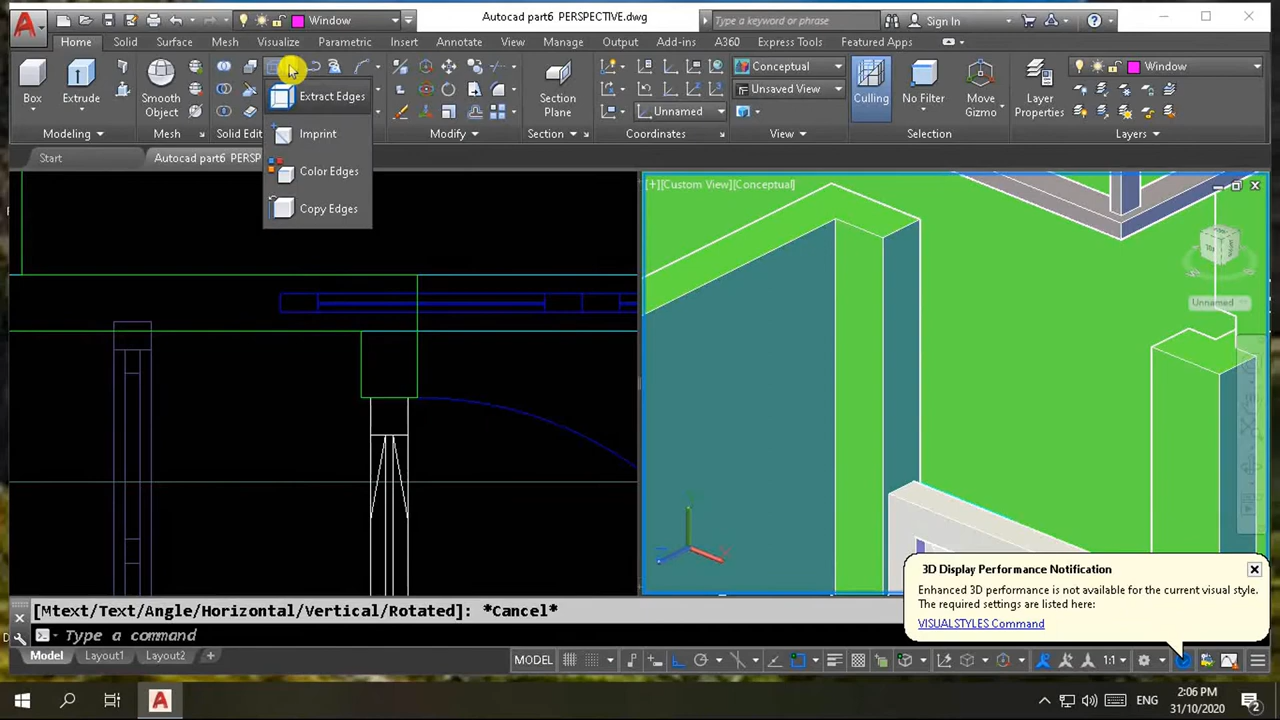 Window
Autocad part6 PERSPECTIVE.dwg
Type a keyword or phrase
Sign In
Home
Solid
Surface
Mesh
Visualize
Parametric
Insert
Annotate
View
Manage
Output
Add-ins
A360
Express Tools
Featured Apps
Box
Extrude
Smooth
Object
Extract Edges
Imprint
Color Edges
Copy Edges
Section
Plane
Conceptual
Unsaved View
Unnamed
Culling
No Filter
Move
Gizmo
Layer
Properties
Window
Modeling
Mesh
Solid Edit
Modify
Section
Coordinates
View
Selection
Layers
Start
Autocad part6 PERSP
[+][Custom View][Conceptual]
Unnamed
3D Display Performance Notification
Enhanced 3D performance is not available for the current visual style.
The required settings are listed here:
VISUALSTYLES Command
[Mtext/Text/Angle/Horizontal/Vertical/Rotated]: *Cancel*
Type a command
Model
Layout1
Layout2
MODEL
1:1
ENG
2:06 PM
31/10/2020
2